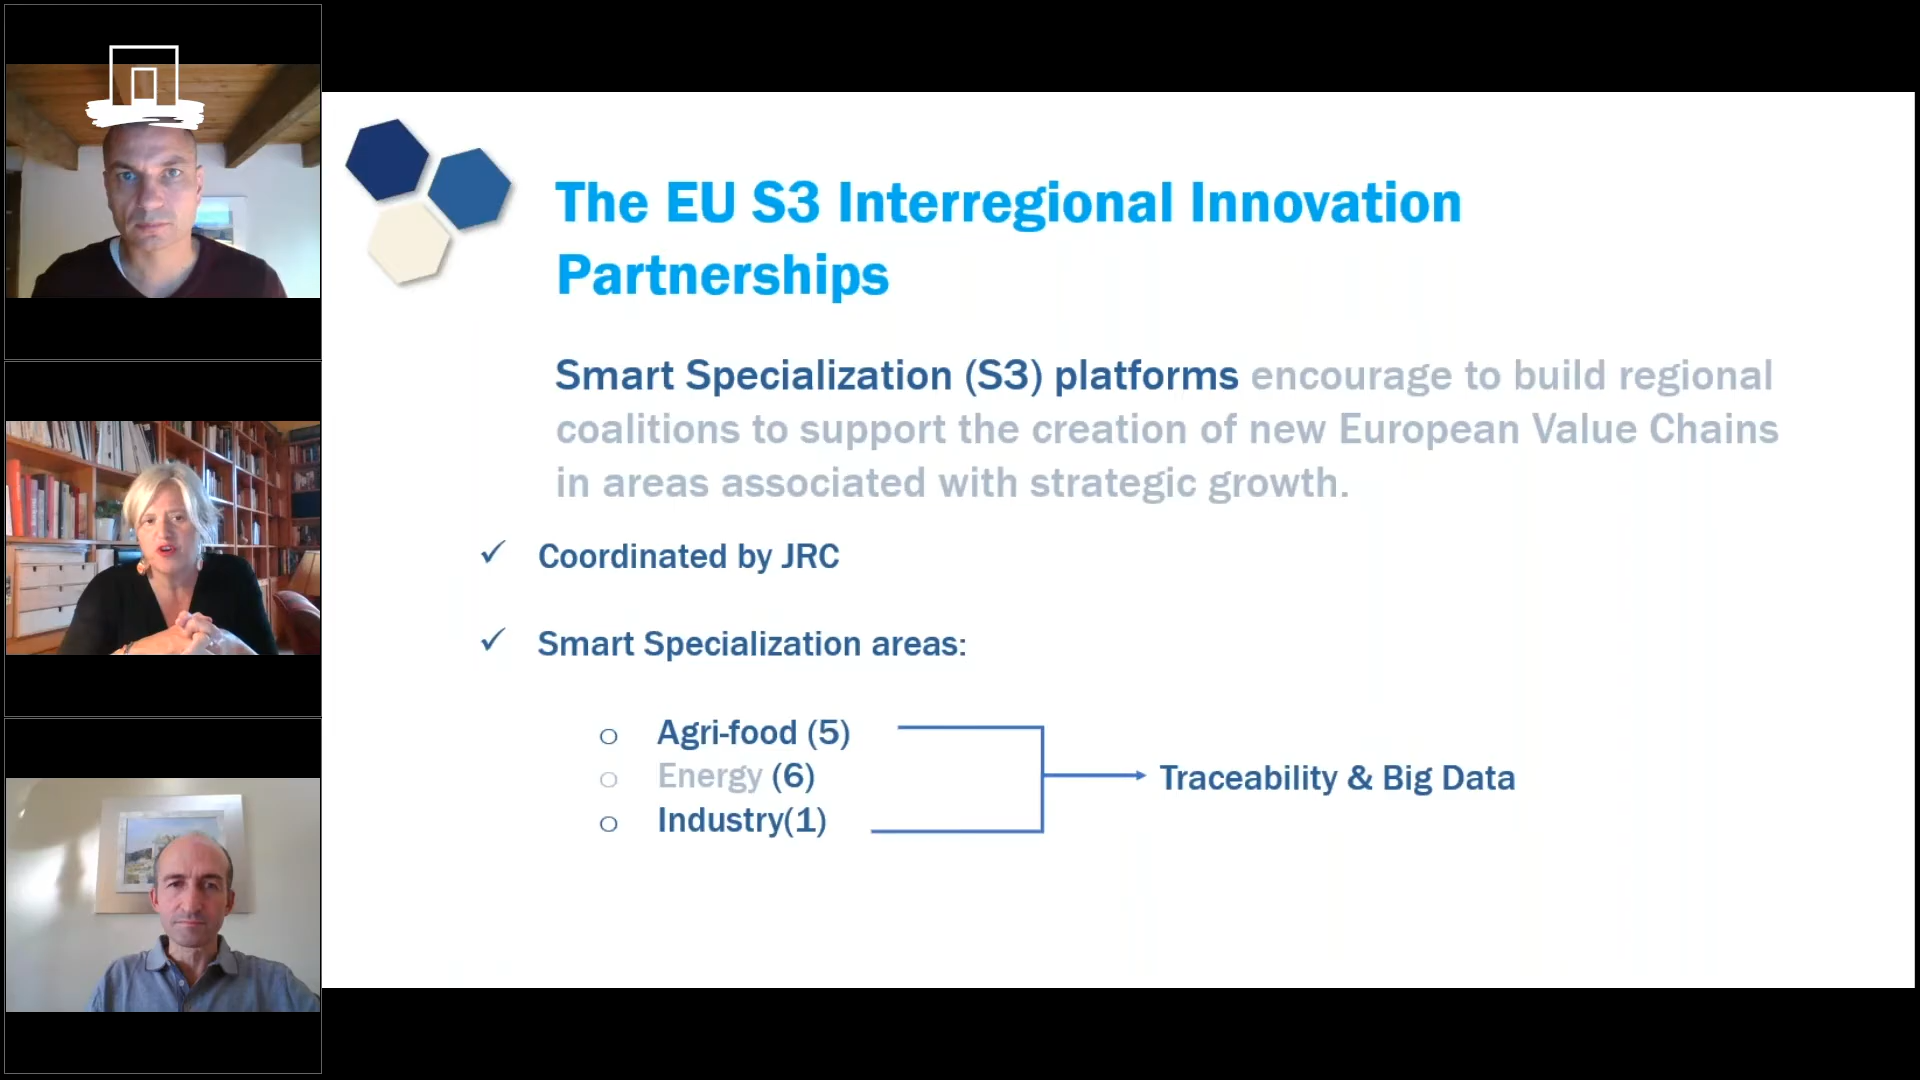 The EU S3 Interregional Innovation
Partnerships
Smart Specialization (S3) platforms encourage to build regional
coalitions to support the creation of new European Value Chains
in areas associated with strategic growth.
✓ Coordinated by JRC
✓ Smart Specialization areas:
o Agri-food (5)
o Energy (6)
o Industry(1)
Traceability & Big Data